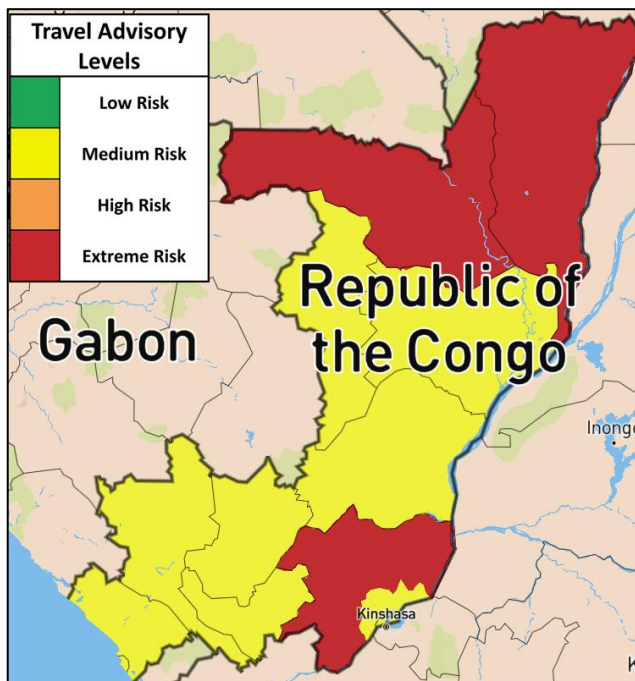 Travel Advisory
Levels
Low Risk
Medium Risk
High Risk
Extreme Risk
Republic of
the Congo
Gabon
Inongo
Kinshasa
K